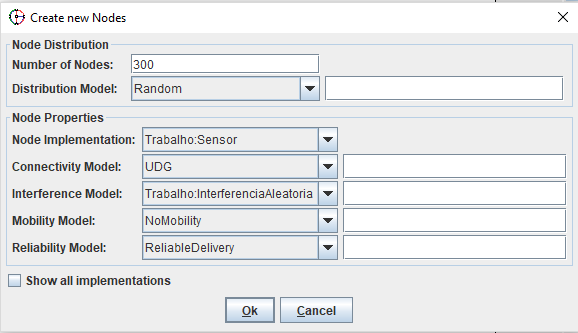 Create new Nodes
Node Distribution
Number of Nodes: 300
Distribution Model: Random
Node Properties
Node Implementation: Trabalho:Sensor
Connectivity Model: UDG
Interference Model: Trabalho:InterferenciaAleatoria
Mobility Model: NoMobility
Reliability Model: ReliableDelivery
Show all implementations
Ok Cancel